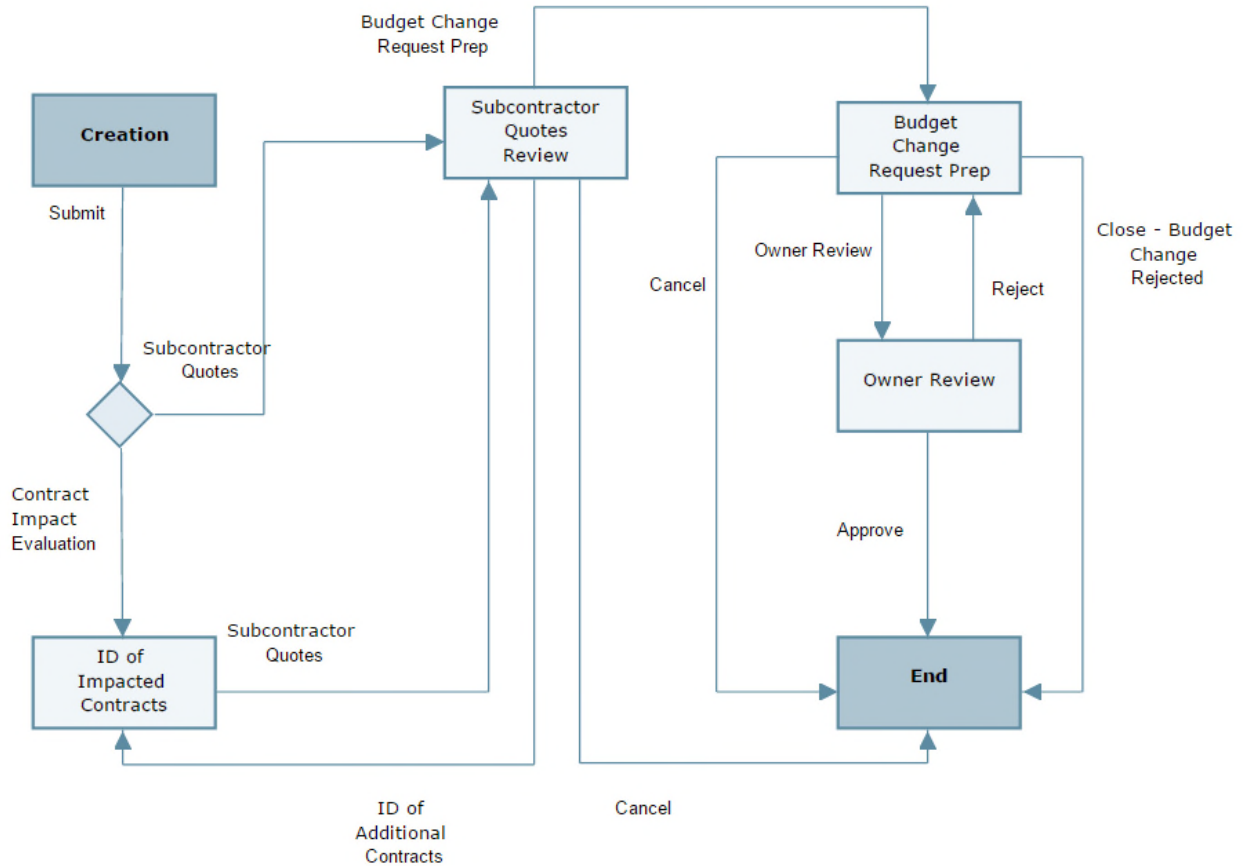 Budget Change
Request Prep
Creation
Subcontractor
Quotes
Review
Budget
Change
Request Prep
Submit
Close - Budget
Change
Rejected
Owner Review
Cancel
Reject
Subcontractor
Quotes
Owner Review
Contract
Impact
Evaluation
Approve
Subcontractor
Quotes
ID of
Impacted
Contracts
End
ID of
Additional
Contracts
Cancel